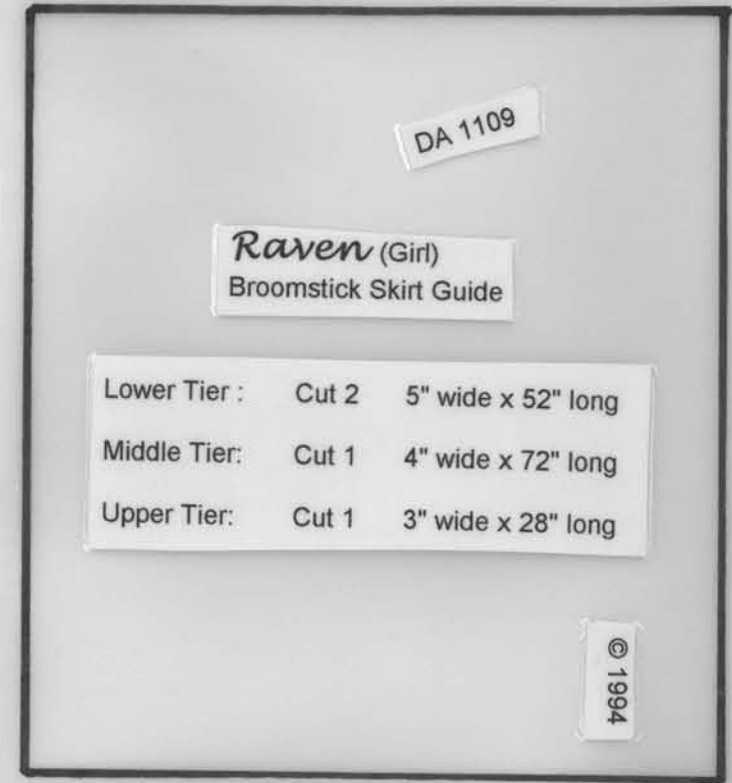 DA 1109
Raven (Girl)
Broomstick Skirt Guide
Lower Tier : Cut 2 5" wide x 52" long
Middle Tier: Cut 1 4" wide x 72" long
Upper Tier: Cut 1 3" wide x 28" long
© 1994